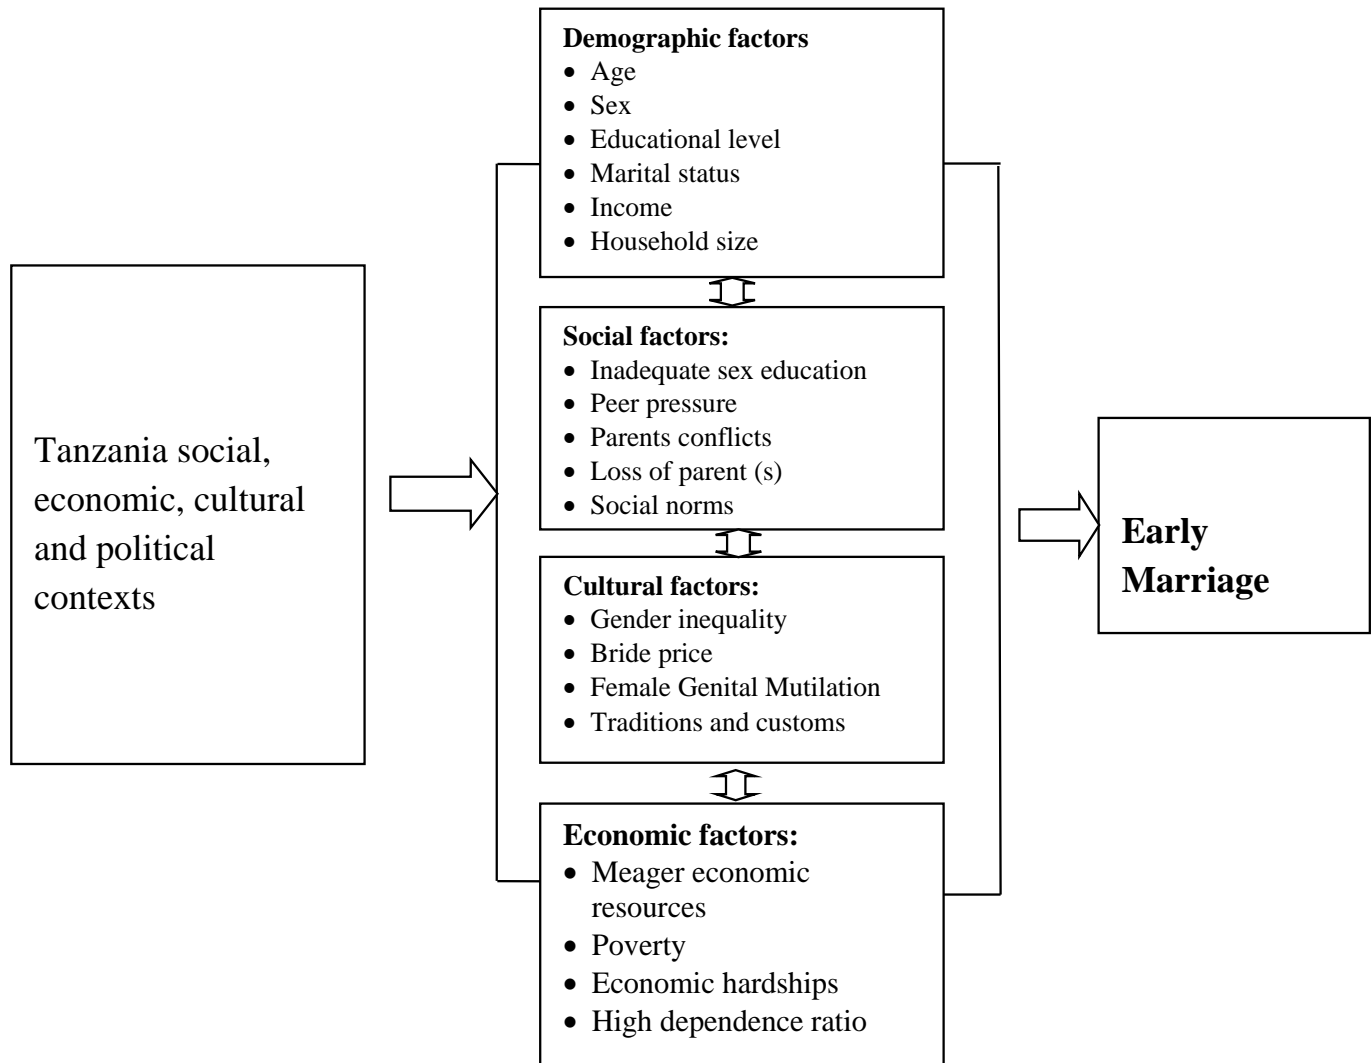 Tanzania social,
economic, cultural
and political
contexts
Demographic factors
• Age
• Sex
• Educational level
• Marital status
• Income
• Household size
Social factors:
• Inadequate sex education
• Peer pressure
• Parents conflicts
• Loss of parent (s)
• Social norms
Cultural factors:
• Gender inequality
• Bride price
• Female Genital Mutilation
• Traditions and customs
Economic factors:
• Meager economic
resources
• Poverty
• Economic hardships
• High dependence ratio
Early
Marriage